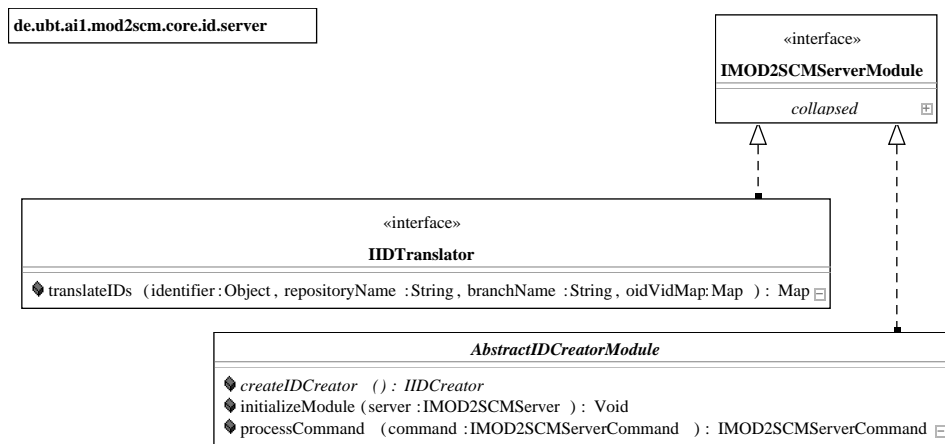 de.ubt.ai1.mod2scm.core.id.server
«interface»
IMOD2SCMServerModule
collapsed
«interface»
IIDTranslator
translateIDs (identifier:Object, repositoryName :String, branchName :String, oidVidMap:Map ) : Map
AbstractIDCreatorModule
createIDCreator () : IIDCreator
initializeModule (server :IMOD2SCMServer ) : Void
processCommand (command :IMOD2SCMServerCommand ) : IMOD2SCMServerCommand